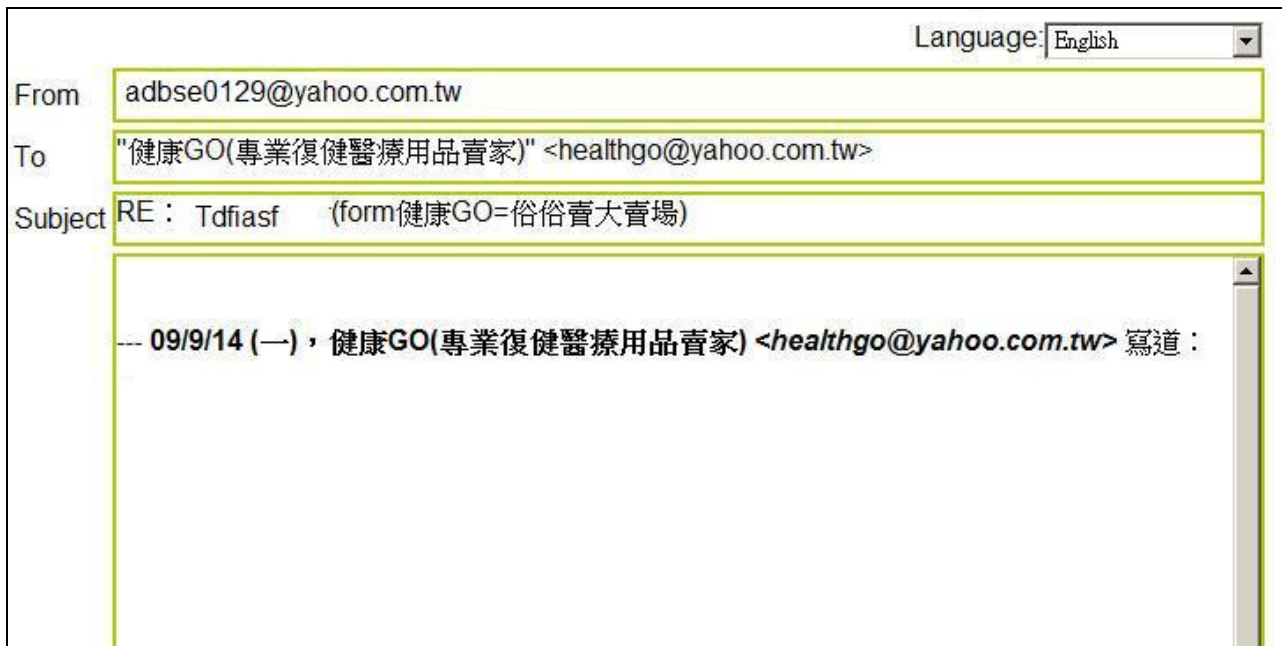 Language: English
From adbse0129@yahoo.com.tw
To "健康GO(專業復健醫療用品賣家)" <healthgo@yahoo.com.tw>
Subject RE： Tdfiasf (form健康GO=俗俗賣大賣場)
--- 09/9/14 (一)，健康GO(專業復健醫療用品賣家) <healthgo@yahoo.com.tw> 寫道：